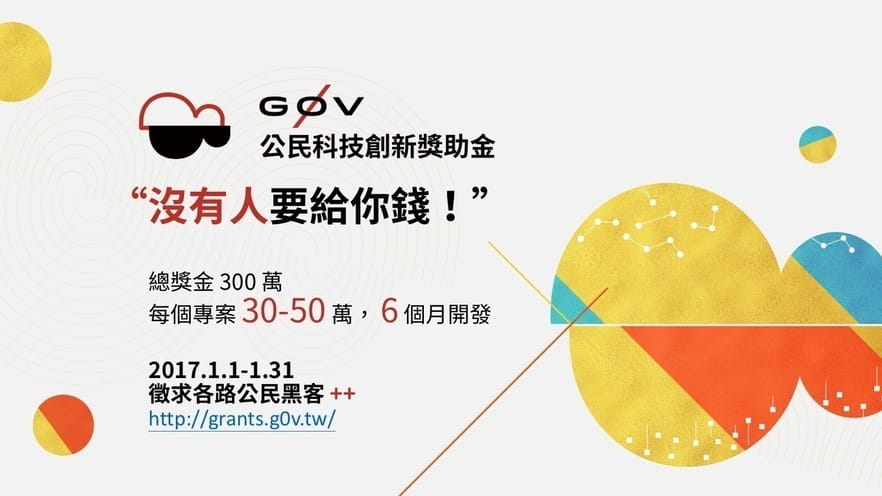 GØV
公民科技創新獎助金
“沒有人要給你錢！”
總獎金 300 萬
每個專案 30-50 萬， 6 個月開發
2017.1.1-1.31
徵求各路公民黑客 ++
http://grants.g0v.tw/